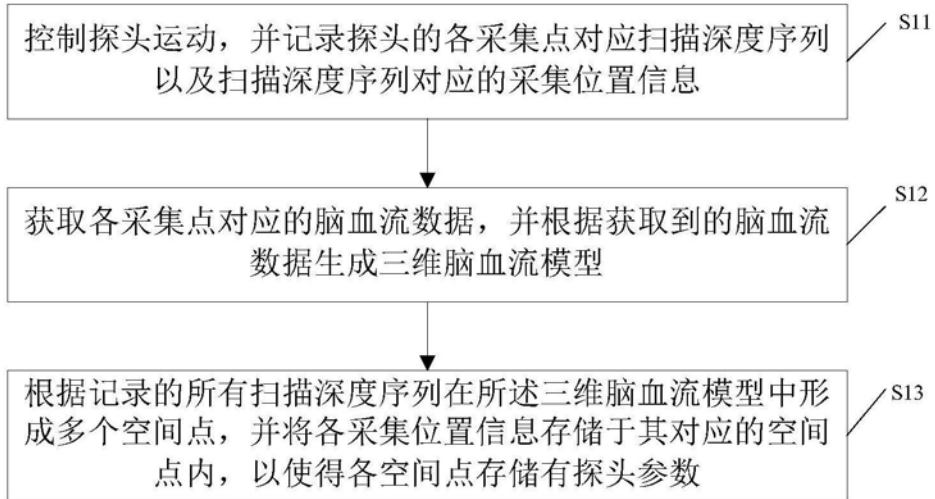 控制探头运动，并记录探头的各采集点对应扫描深度序列
以及扫描深度序列对应的采集位置信息
S11
获取各采集点对应的脑血流数据，并根据获取到的脑血流
数据生成三维脑血流模型
S12
根据记录的所有扫描深度序列在所述三维脑血流模型中形
成多个空间点，并将各采集位置信息存储于其对应的空间
点内，以使得各空间点存储有探头参数
S13